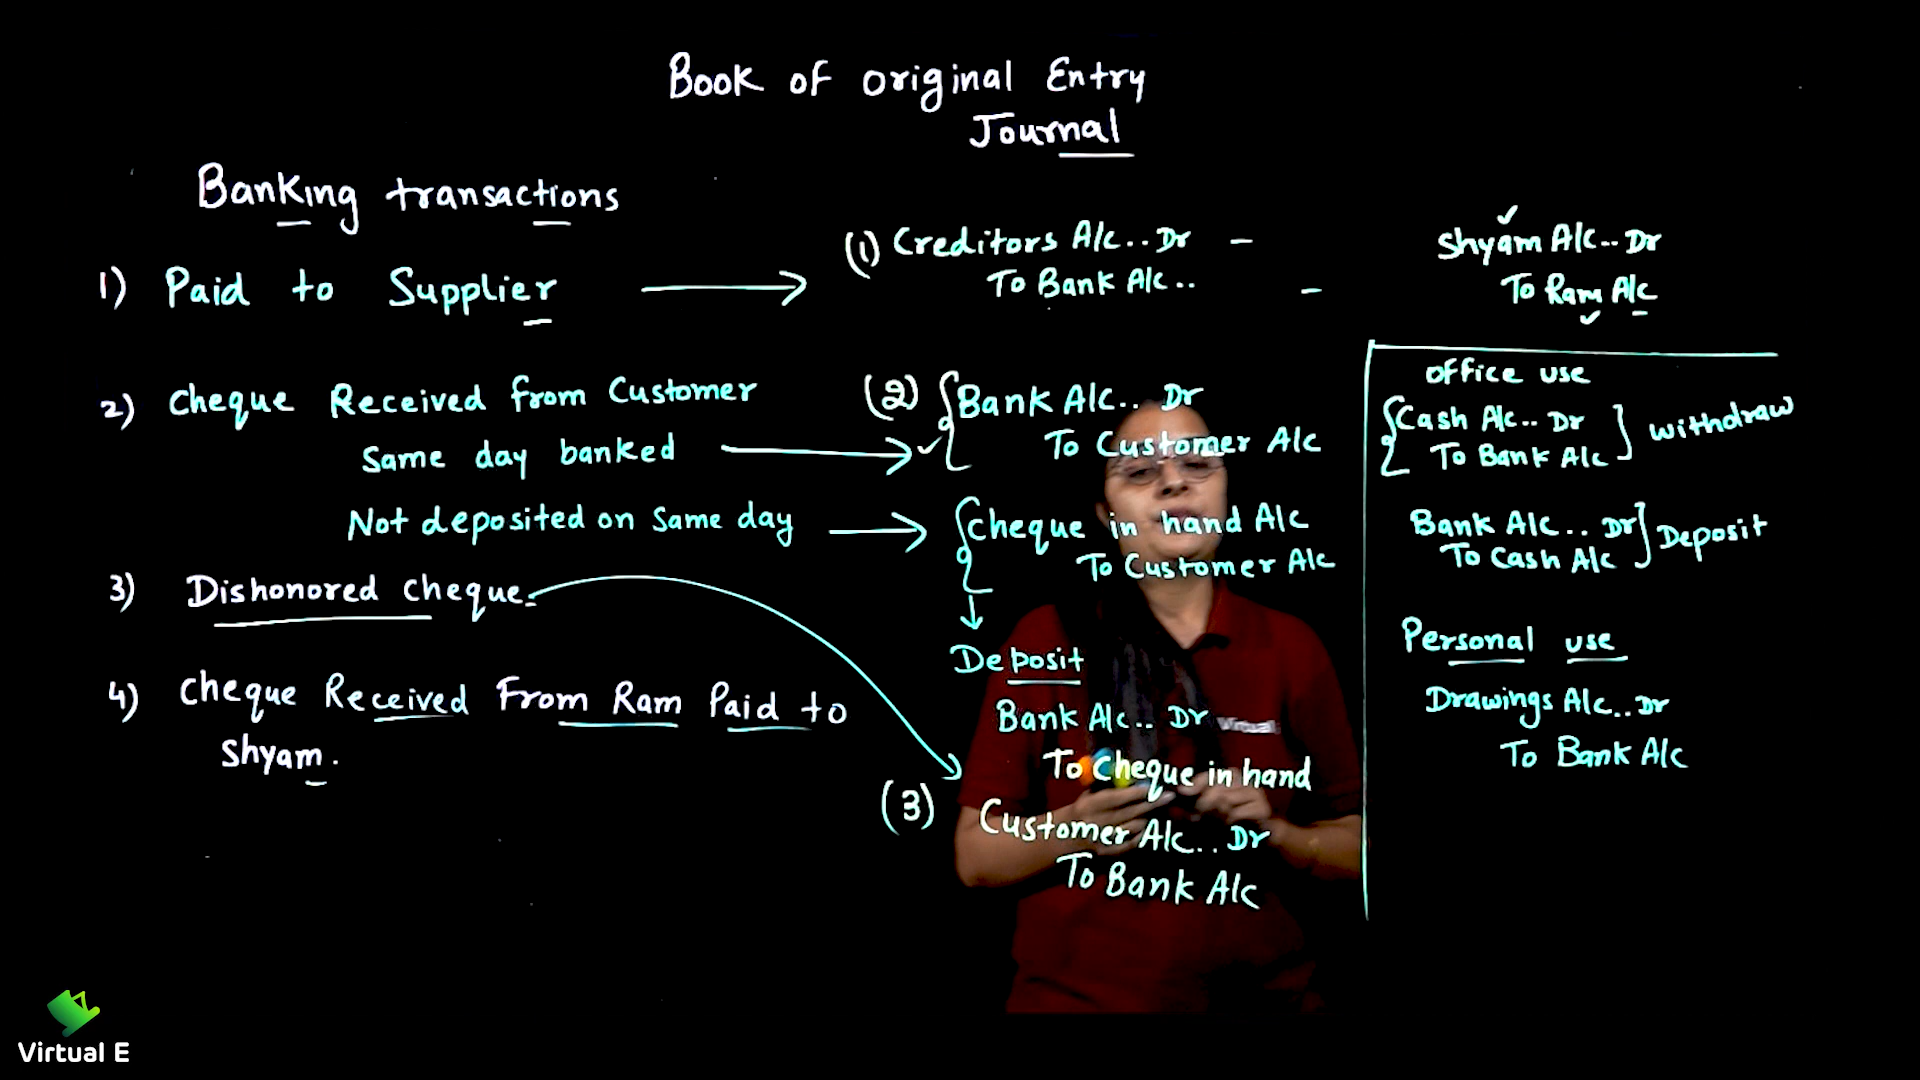 Book of original Entry
Journal
Banking transactions
1) Paid to Supplier
(1) Creditors A/c.. Dr -
To Bank A/c.. -
Shyam A/c.. Dr
To Ram A/c
2) Cheque Received from Customer
Same day banked
Not deposited on Same day
(2) Bank A/c.. Dr
To Customer A/c
Cheque in hand A/c
To Customer A/c
Deposit
Bank A/c.. Dr
To Cheque in hand
3) Dishonored cheque.
(3) Customer A/c.. Dr
To Bank A/c
4) Cheque Received From Ram Paid to
Shyam.
office use
Cash A/c.. Dr
To Bank A/c
withdraw
Bank A/c... Dr
To Cash A/c
Deposit
Personal use
Drawings A/c.. Dr
To Bank A/c
Virtual
Virtual E